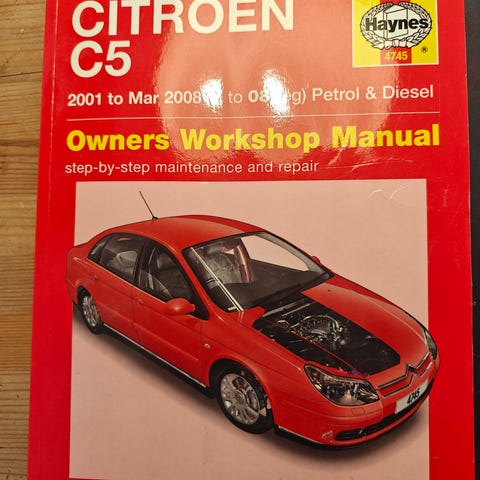 CITROËN
C5
Haynes
4745
2001 to Mar 2008 to 08 reg) Petrol & Diesel
Owners Workshop Manual
step-by-step maintenance and repair